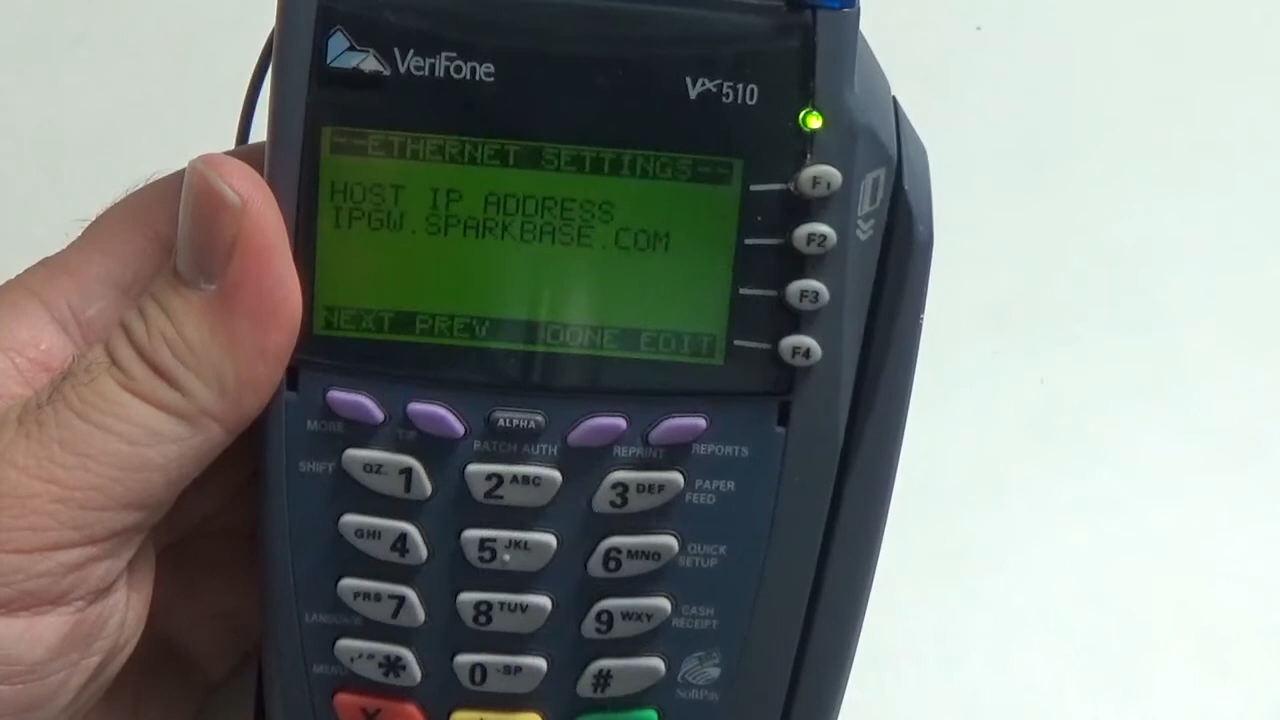 VeriFone
Vx510
--ETHERNET SETTINGS--
HOST IP ADDRESS
IPGW.SPARKBASE.COM
NEXT PREV DONE EDIT
F1
F2
F3
F4
MORE TIP ALPHA
BATCH AUTH REPRINT REPORTS
SHIFT QZ. 1 2 ABC 3 DEF PAPER FEED
GHI 4 5 JKL 6 MNO QUICK SETUP
PRS 7 8 TUV 9 WXY CASH RECEIPT
LANGUAGE
MENU * 0 -SP #
SoftPay
X